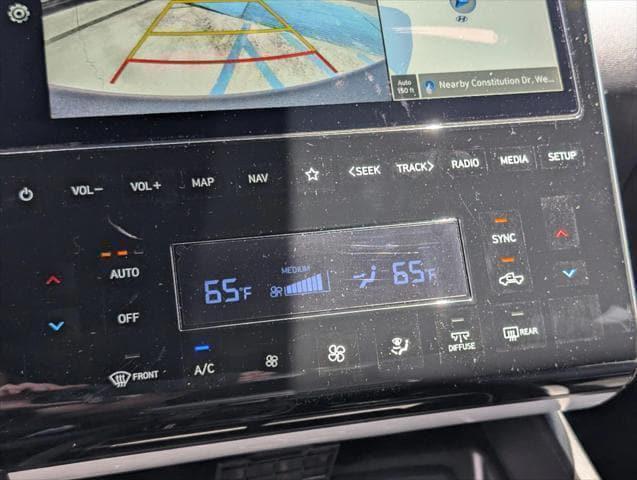 Auto
150 ft
Nearby Constitution Dr, We...
VOL-
VOL+
MAP
NAV
<SEEK
TRACK>
RADIO
MEDIA
SETUP
AUTO
OFF
FRONT
65°F
MEDIUM
65°F
SYNC
A/C
DIFFUSE
REAR